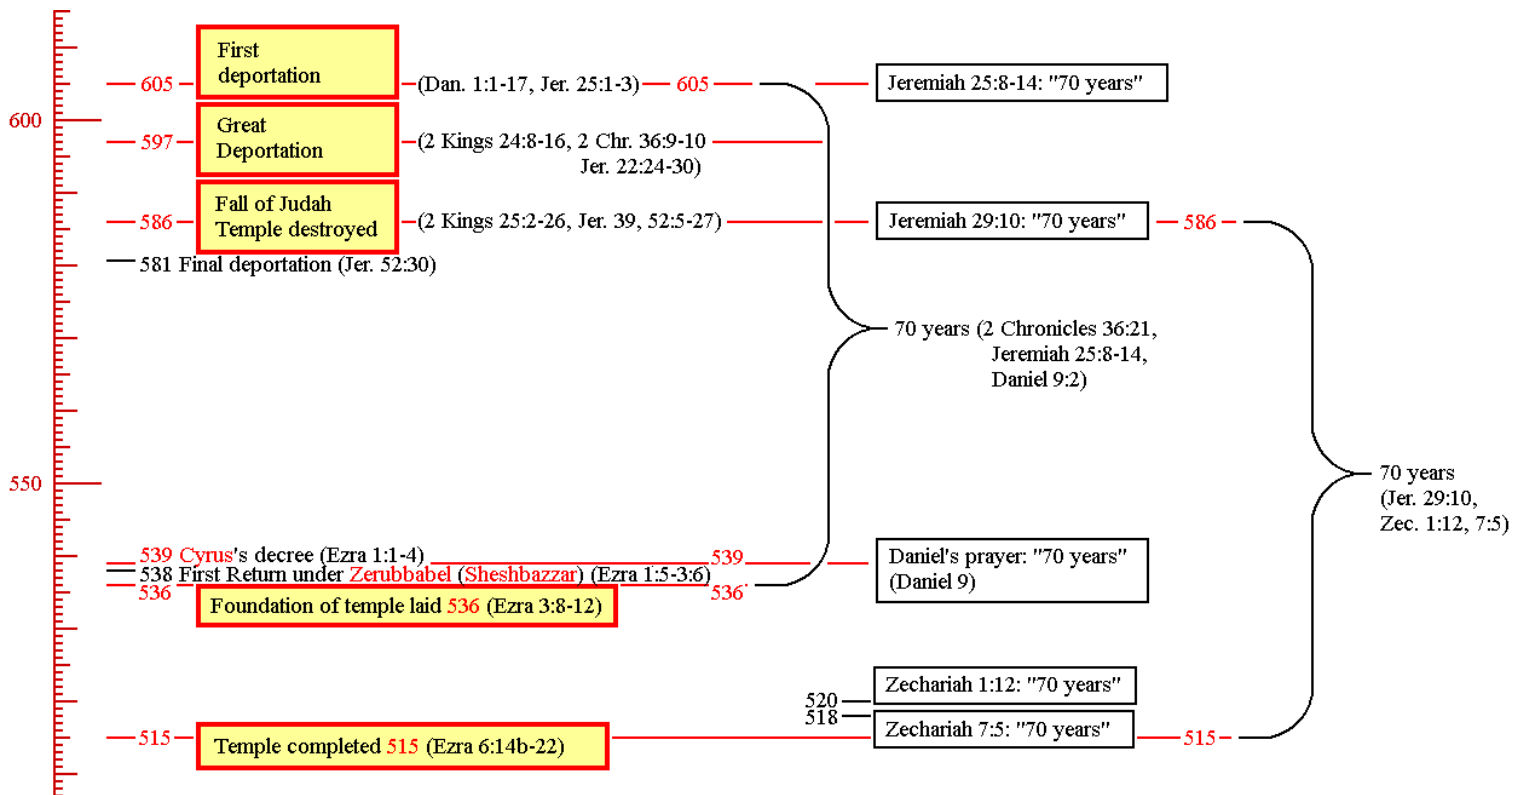 First
deportation
605
(Dan. 1:1-17, Jer. 25:1-3)
605
Jeremiah 25:8-14: "70 years"
600
Great
Deportation
597
(2 Kings 24:8-16, 2 Chr. 36:9-10
Jer. 22:24-30)
Fall of Judah
Temple destroyed
586
(2 Kings 25:2-26, Jer. 39, 52:5-27)
Jeremiah 29:10: "70 years"
586
581 Final deportation (Jer. 52:30)
70 years (2 Chronicles 36:21,
Jeremiah 25:8-14,
Daniel 9:2)
550
70 years
(Jer. 29:10,
Zec. 1:12, 7:5)
539 Cyrus's decree (Ezra 1:1-4)
539
Daniel's prayer: "70 years"
(Daniel 9)
538 First Return under Zerubbabel (Sheshbazzar) (Ezra 1:5-3:6)
536
536
Foundation of temple laid 536 (Ezra 3:8-12)
Zechariah 1:12: "70 years"
520
518
Zechariah 7:5: "70 years"
515
Temple completed 515 (Ezra 6:14b-22)
515